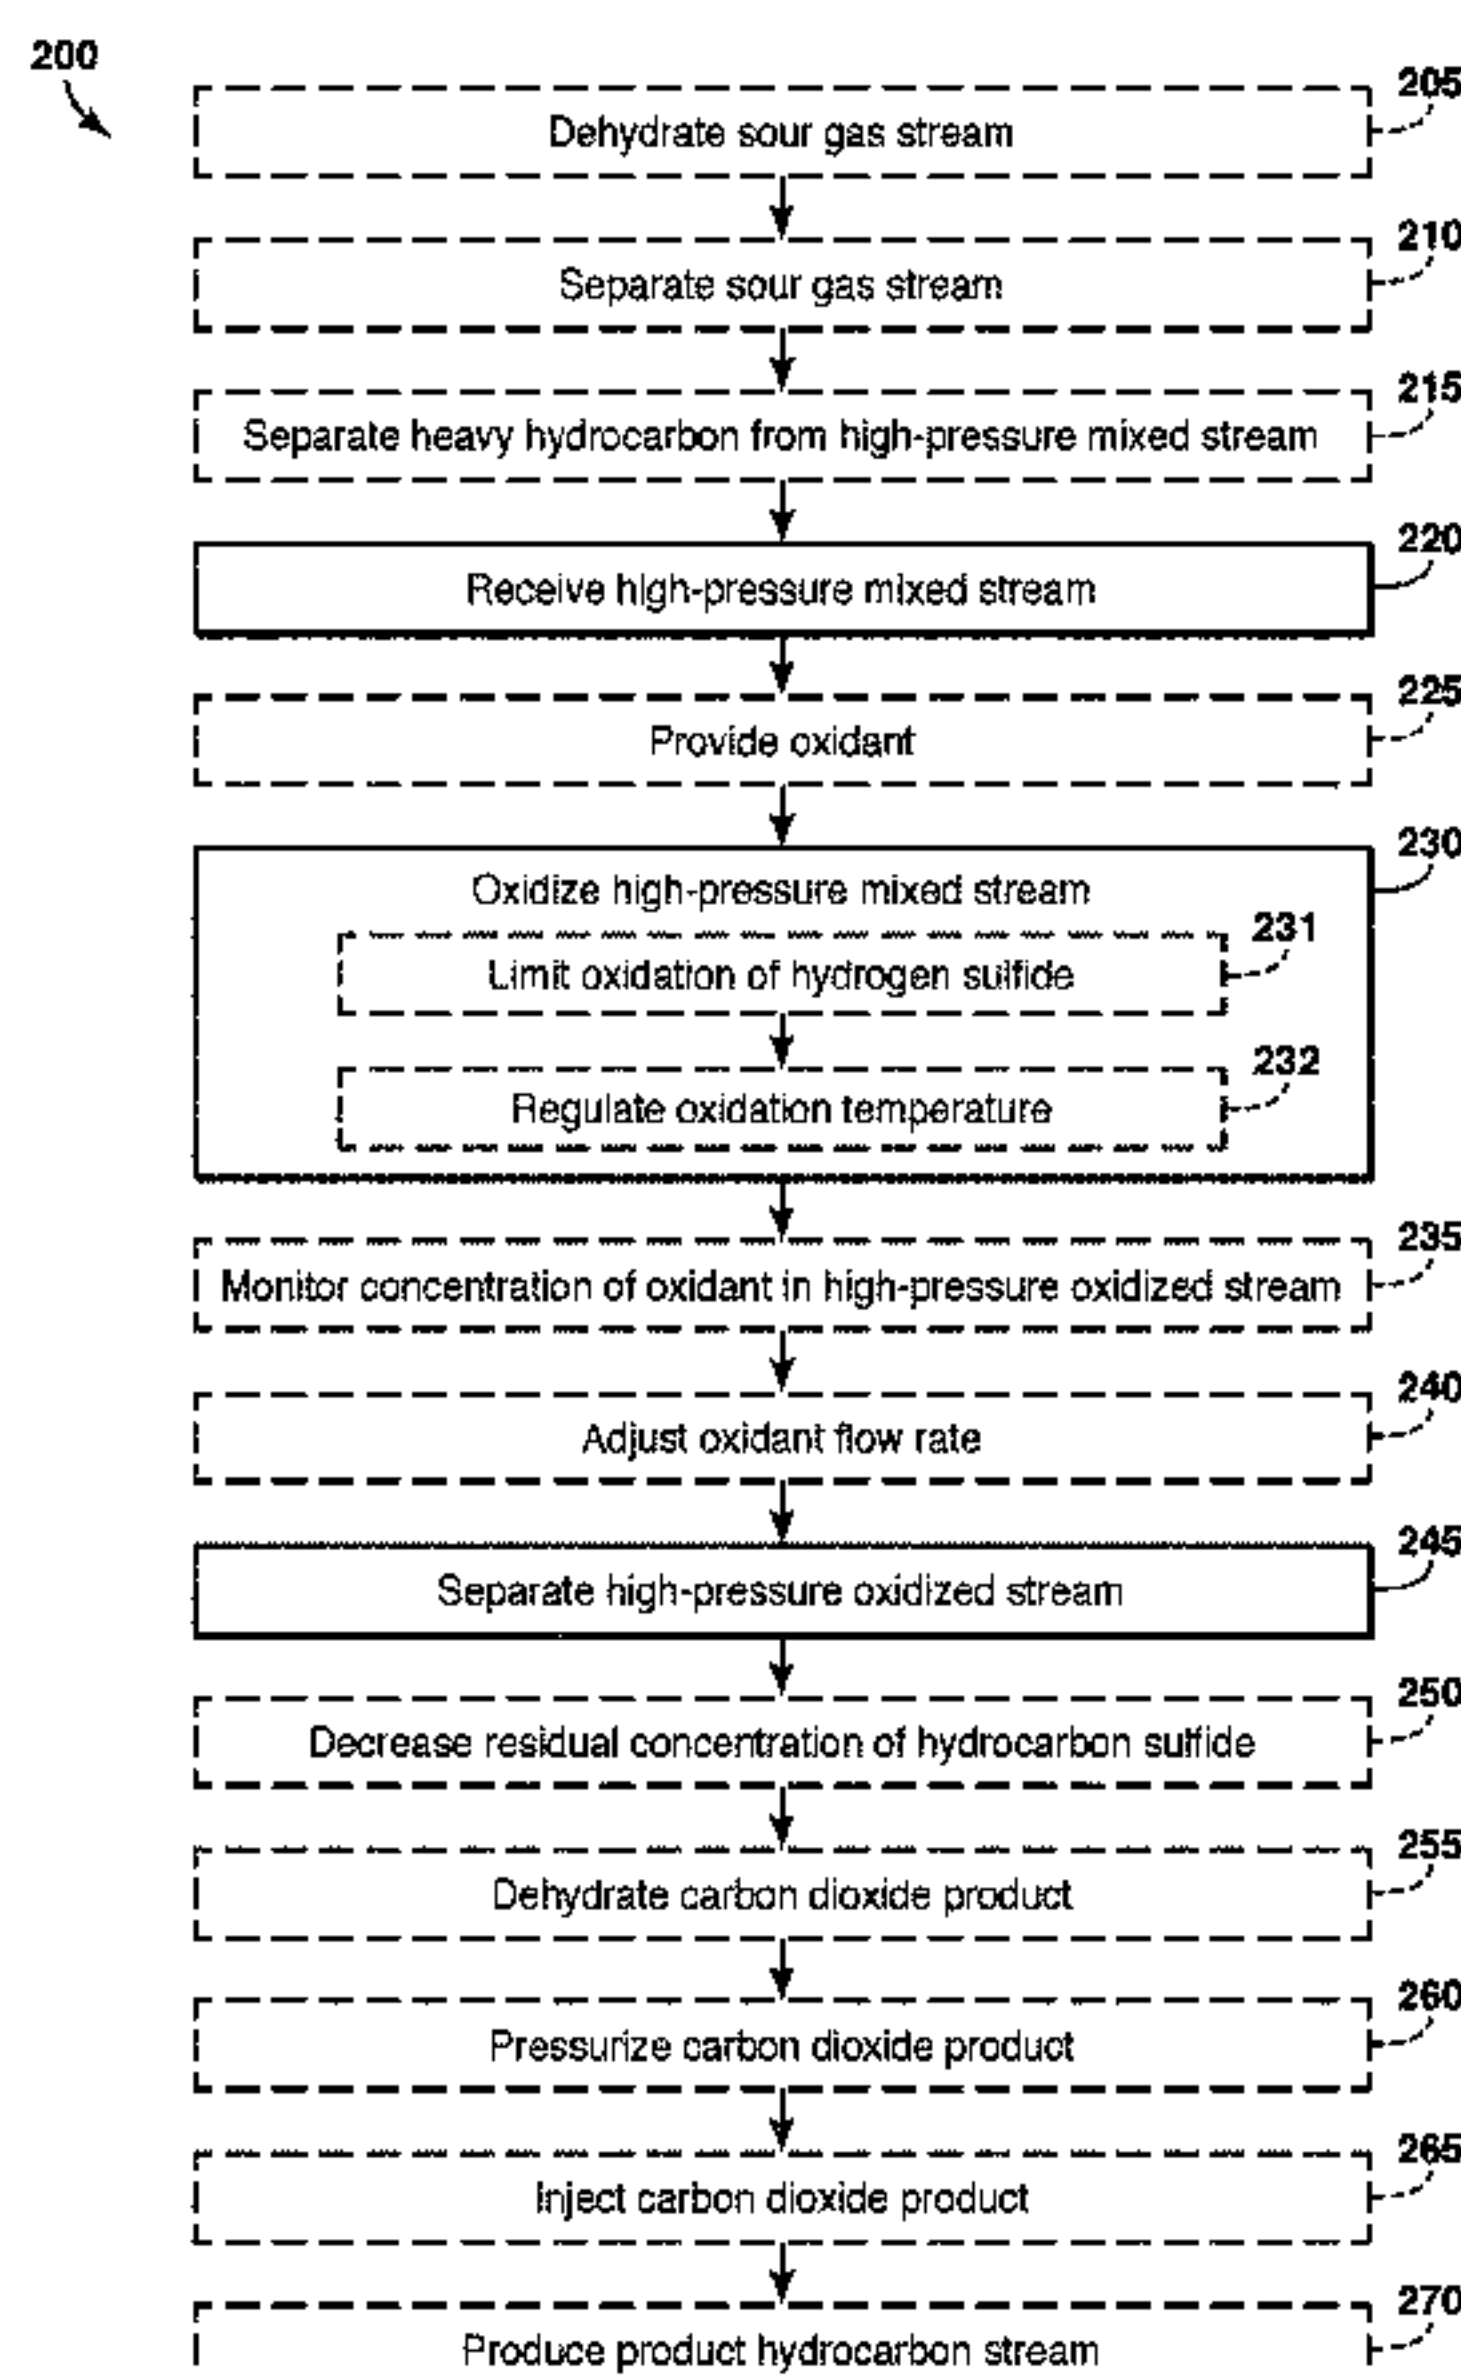 200
205
Dehydrate sour gas stream
210
Separate sour gas stream
215
Separate heavy hydrocarbon from high-pressure mixed stream
220
Receive high-pressure mixed stream
225
Provide oxidant
230
Oxidize high-pressure mixed stream
231
Limit oxidation of hydrogen sulfide
232
Regulate oxidation temperature
235
Monitor concentration of oxidant in high-pressure oxidized stream
240
Adjust oxidant flow rate
245
Separate high-pressure oxidized stream
250
Decrease residual concentration of hydrocarbon sulfide
255
Dehydrate carbon dioxide product
260
Pressurize carbon dioxide product
265
Inject carbon dioxide product
270
Produce product hydrocarbon stream